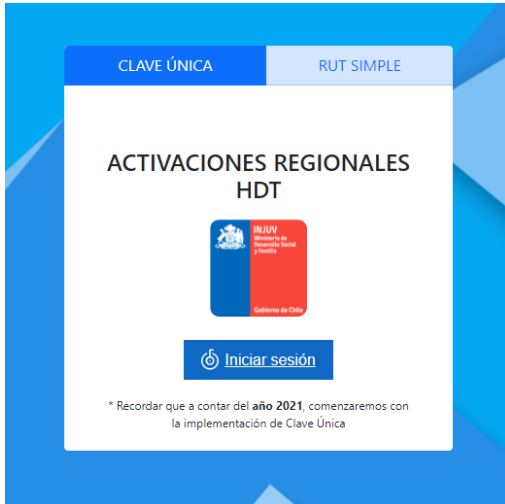 CLAVE ÚNICA
RUT SIMPLE
ACTIVACIONES REGIONALES
HDT
INJUV
Ministerio de
Desarrollo Social
y Familia
Gobierno de Chile
Iniciar sesión
* Recordar que a contar del año 2021, comenzaremos con
la implementación de Clave Única